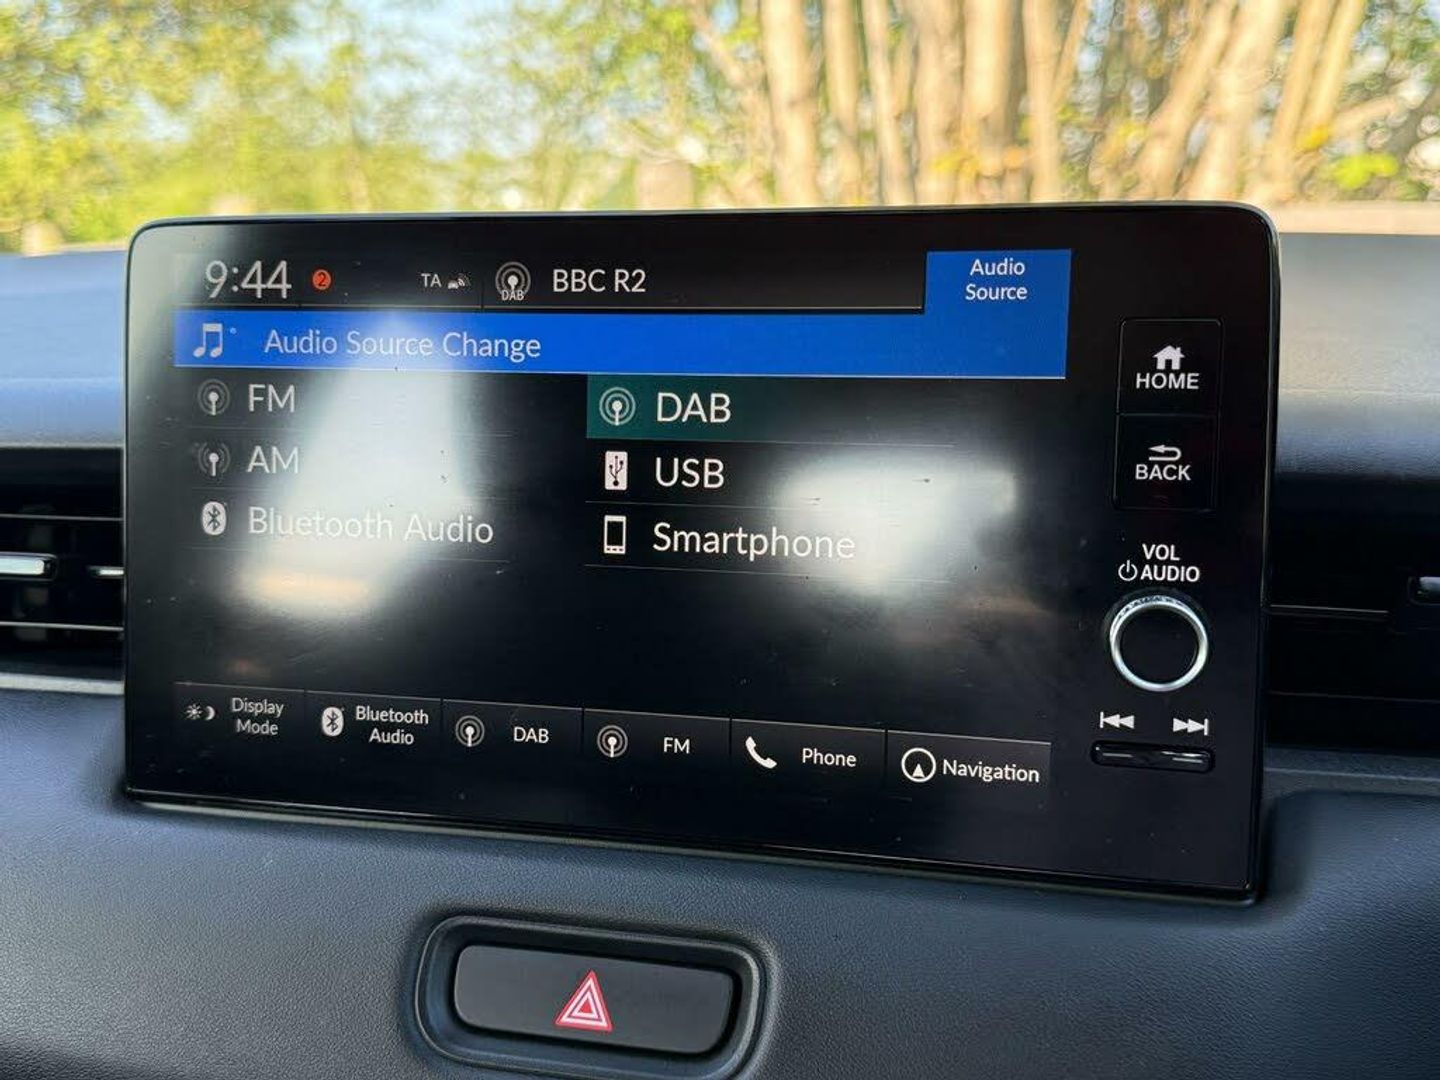 9:44 2 TA DAB BBC R2 Audio
Source
Audio Source Change
FM DAB
AM USB
Bluetooth Audio Smartphone
HOME
BACK
VOL
AUDIO
Display
Mode
Bluetooth
Audio
DAB
FM
Phone
Navigation